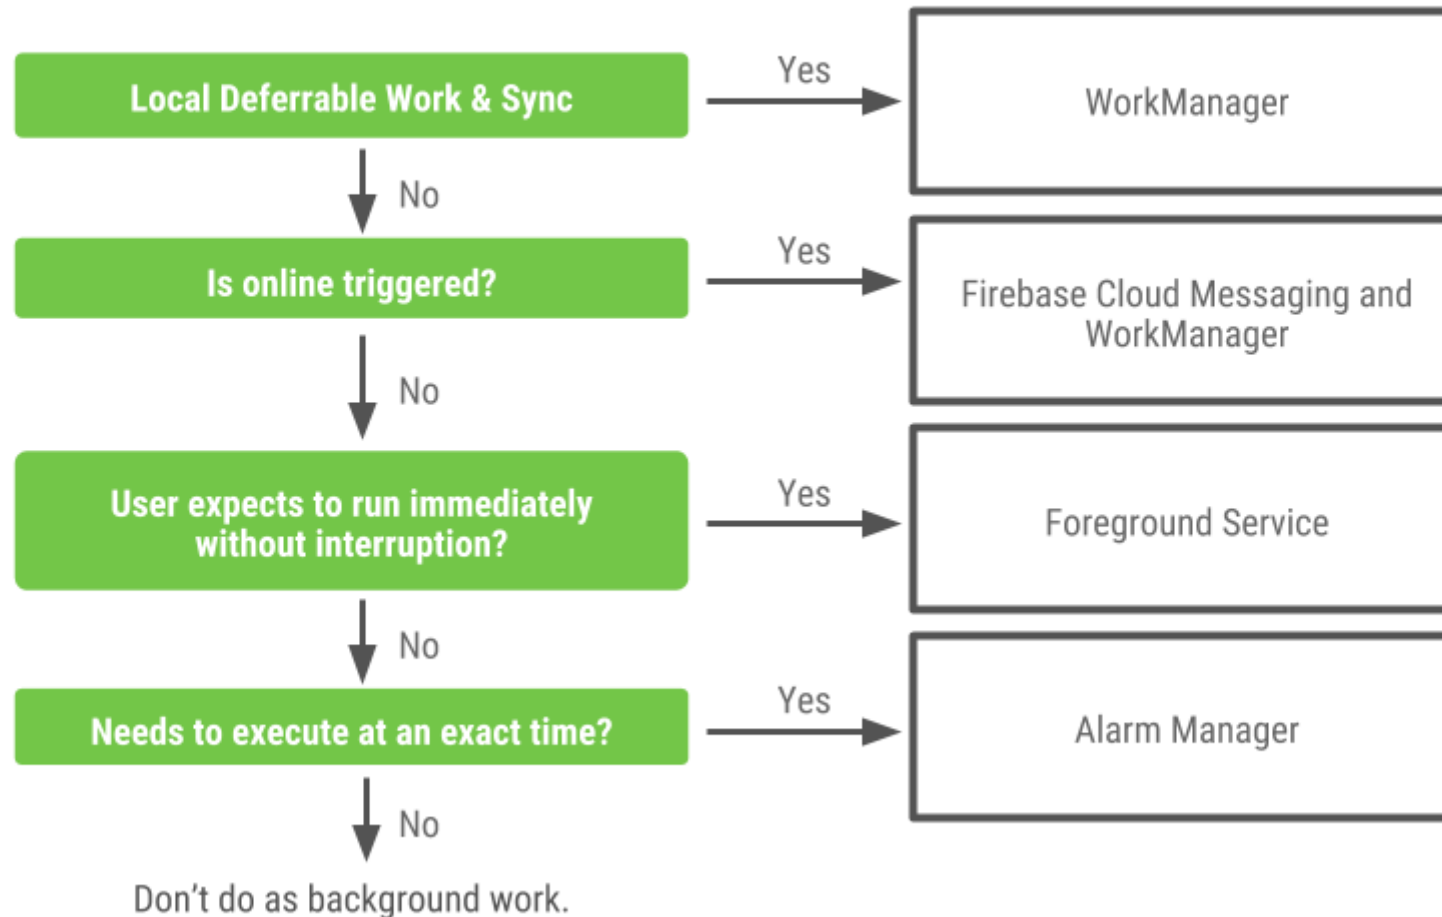 Local Deferrable Work & Sync
Yes
WorkManager
No
Is online triggered?
Yes
Firebase Cloud Messaging and
WorkManager
No
User expects to run immediately
without interruption?
Yes
Foreground Service
No
Needs to execute at an exact time?
Yes
Alarm Manager
No
Don't do as background work.